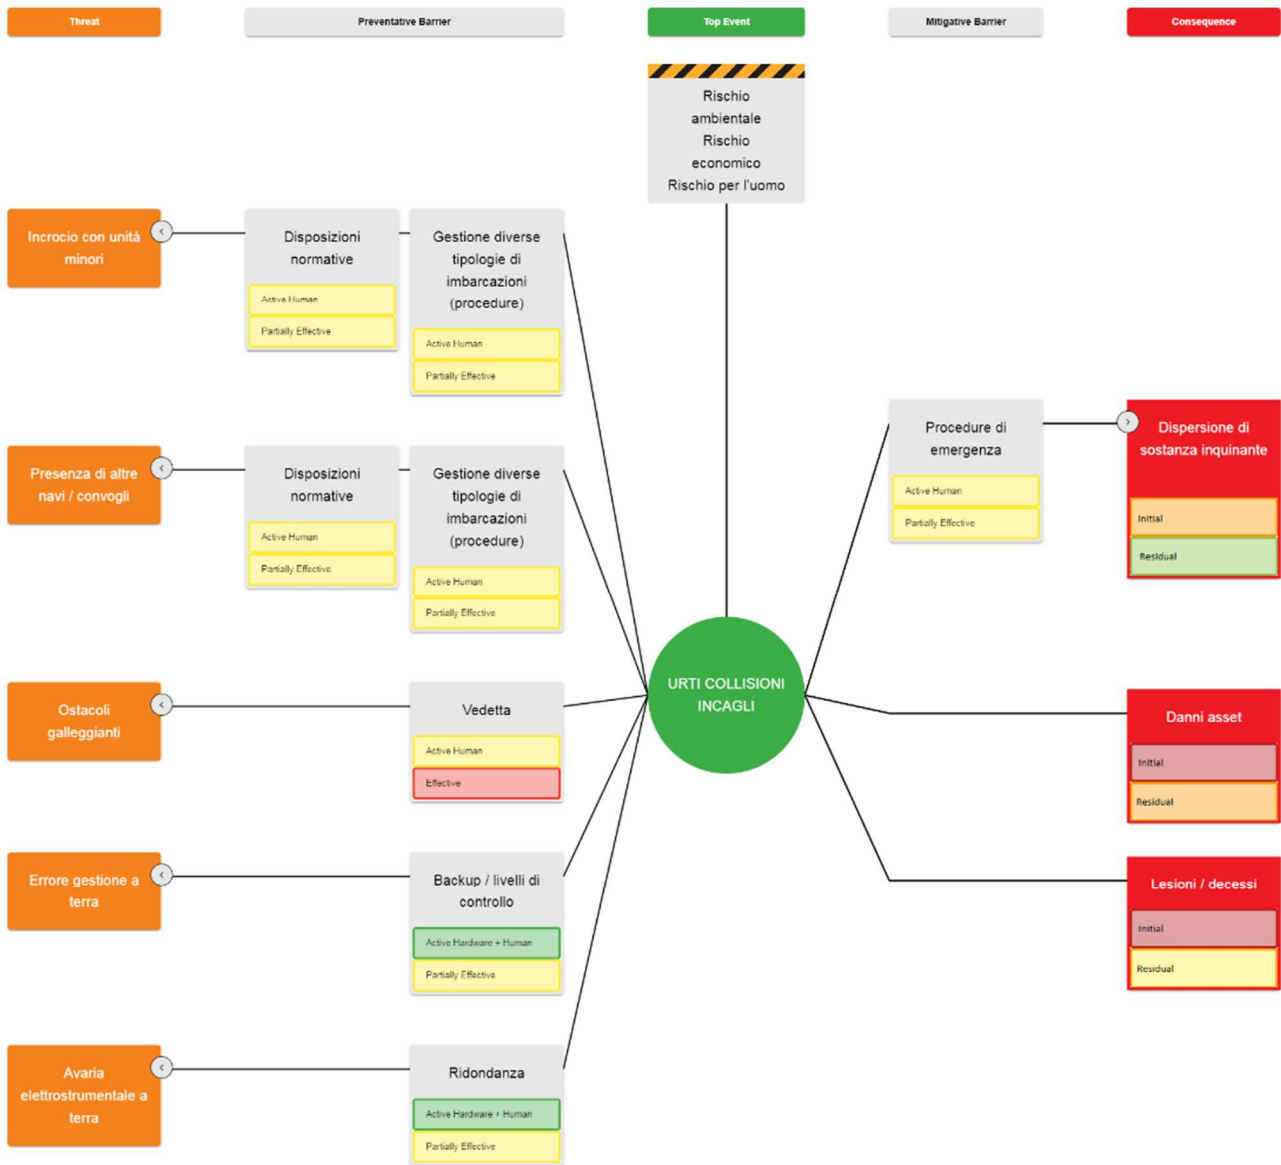 Threat
Preventative Barrier
Top Event
Mitigative Barrier
Consequence
Rischio
ambientale
Rischio
economico
Rischio per l'uomo
Incrocio con unità
minori
Disposizioni
normative
Active Human
Partially Effective
Gestione diverse
tipologie di
imbarcazioni
(procedure)
Active Human
Partially Effective
Presenza di altre
navi / convogli
Disposizioni
normative
Active Human
Partially Effective
Gestione diverse
tipologie di
imbarcazioni
(procedure)
Active Human
Partially Effective
Ostacoli
galleggianti
Vedetta
Active Human
Effective
Errore gestione a
terra
Backup / livelli di
controllo
Active Hardware + Human
Partially Effective
Avaria
elettrostrumentale a
terra
Ridondanza
Active Hardware + Human
Partially Effective
URTI COLLISIONI
INCAGLI
Procedure di
emergenza
Active Human
Partially Effective
Dispersione di
sostanza inquinante
Initial
Residual
Danni asset
Initial
Residual
Lesioni / decessi
Initial
Residual